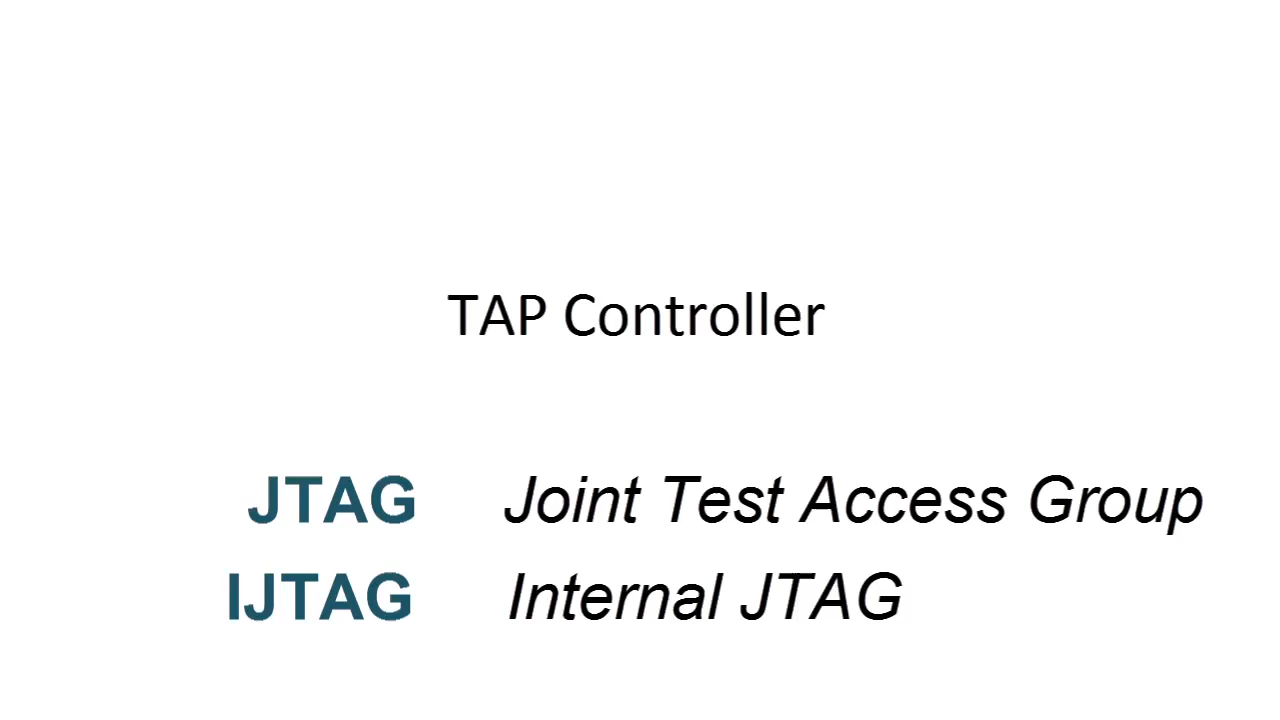 TAP Controller
JTAG Joint Test Access Group
IJTAG Internal JTAG